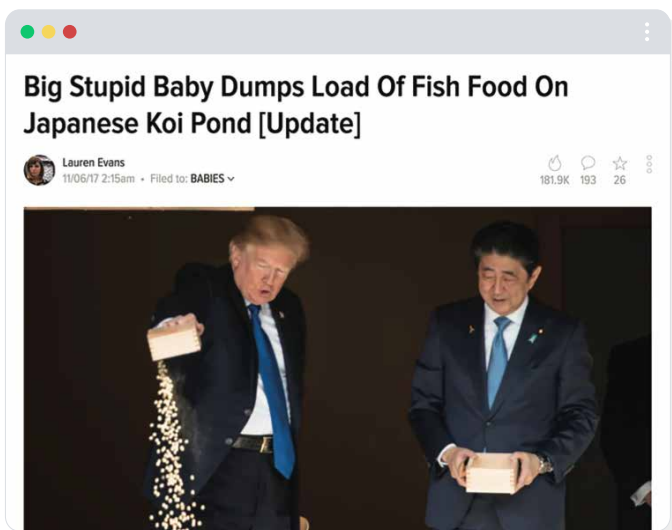 Big Stupid Baby Dumps Load Of Fish Food On
Japanese Koi Pond [Update]
Lauren Evans
11/06/17 2:15am • Filed to: BABIES
181.9K 193 26